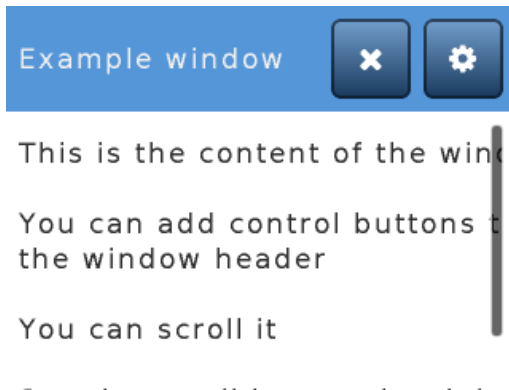 Example window
This is the content of the wind
You can add control buttons t
the window header
You can scroll it